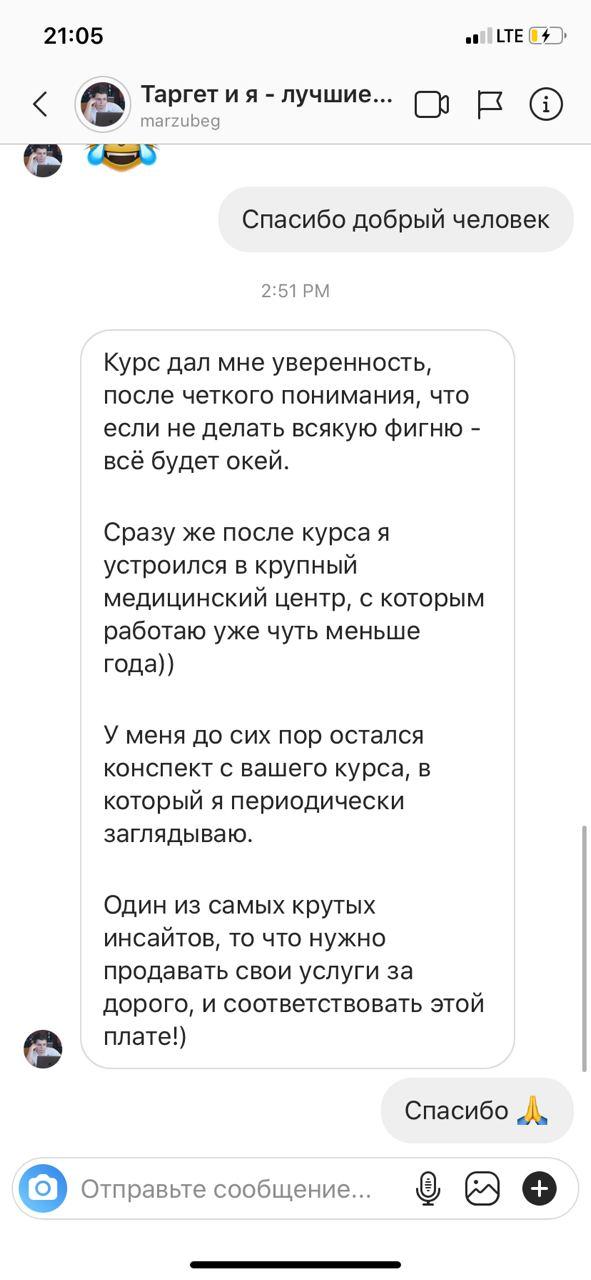 21:05
LTE
Таргет и я - лучшие...
marzubeg
Спасибо добрый человек
2:51 PM
Курс дал мне уверенность,
после четкого понимания, что
если не делать всякую фигню -
всё будет окей.
Сразу же после курса я
устроился в крупный
медицинский центр, с которым
работаю уже чуть меньше
года))
У меня до сих пор остался
конспект с вашего курса, в
который я периодически
заглядываю.
Один из самых крутых
инсайтов, то что нужно
продавать свои услуги за
дорого, и соответствовать этой
плате!)
Спасибо 🙏
Отправьте сообщение...